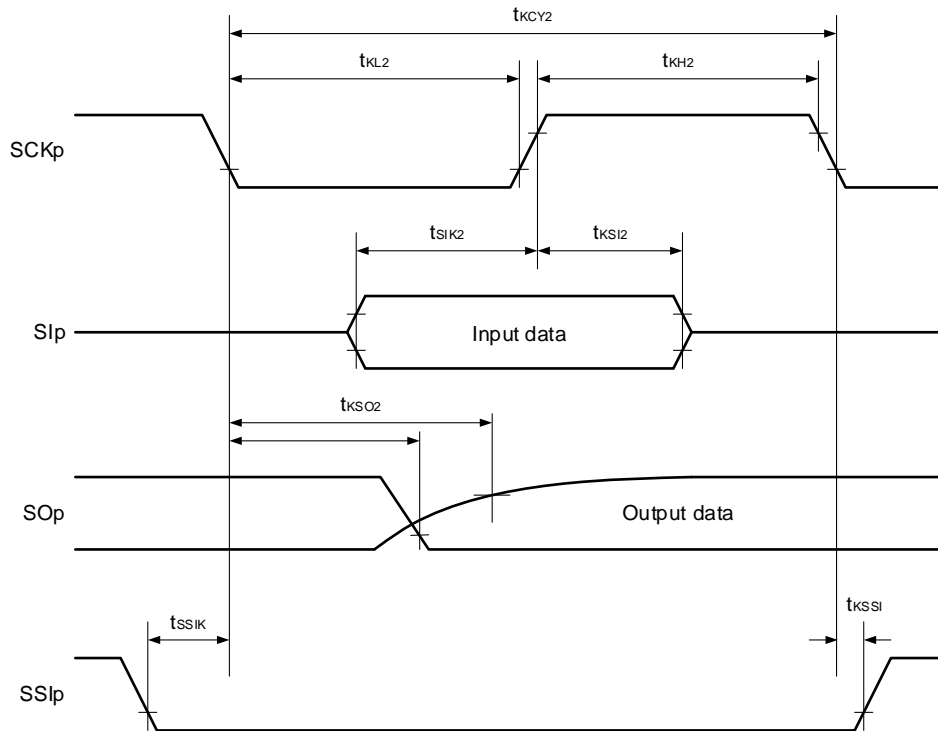 tKCY2
tKL2
tKH2
SCKp
tSIK2
tKSI2
SIp
Input data
tKSO2
SOp
Output data
tSSIK
tKSSI
SSIp